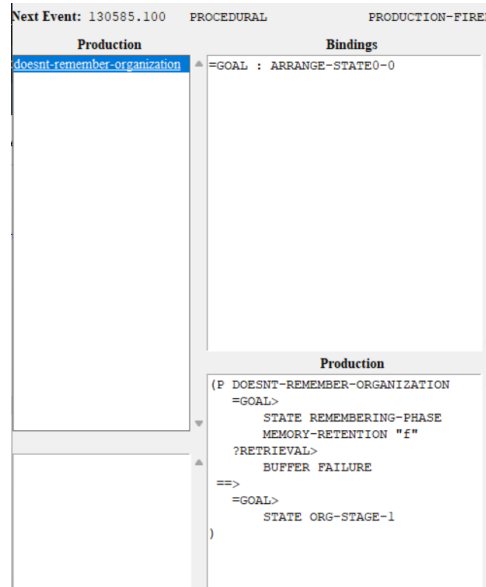 Next Event: 130585.100 PROCEDURAL PRODUCTION-FIRE
Production
doesnt-remember-organization
Bindings
=GOAL : ARRANGE-STATE0-0
Production
(P DOESNT-REMEMBER-ORGANIZATION
=GOAL>
STATE REMEMBERING-PHASE
MEMORY-RETENTION "f"
?RETRIEVAL>
BUFFER FAILURE
==>
=GOAL>
STATE ORG-STAGE-1
)